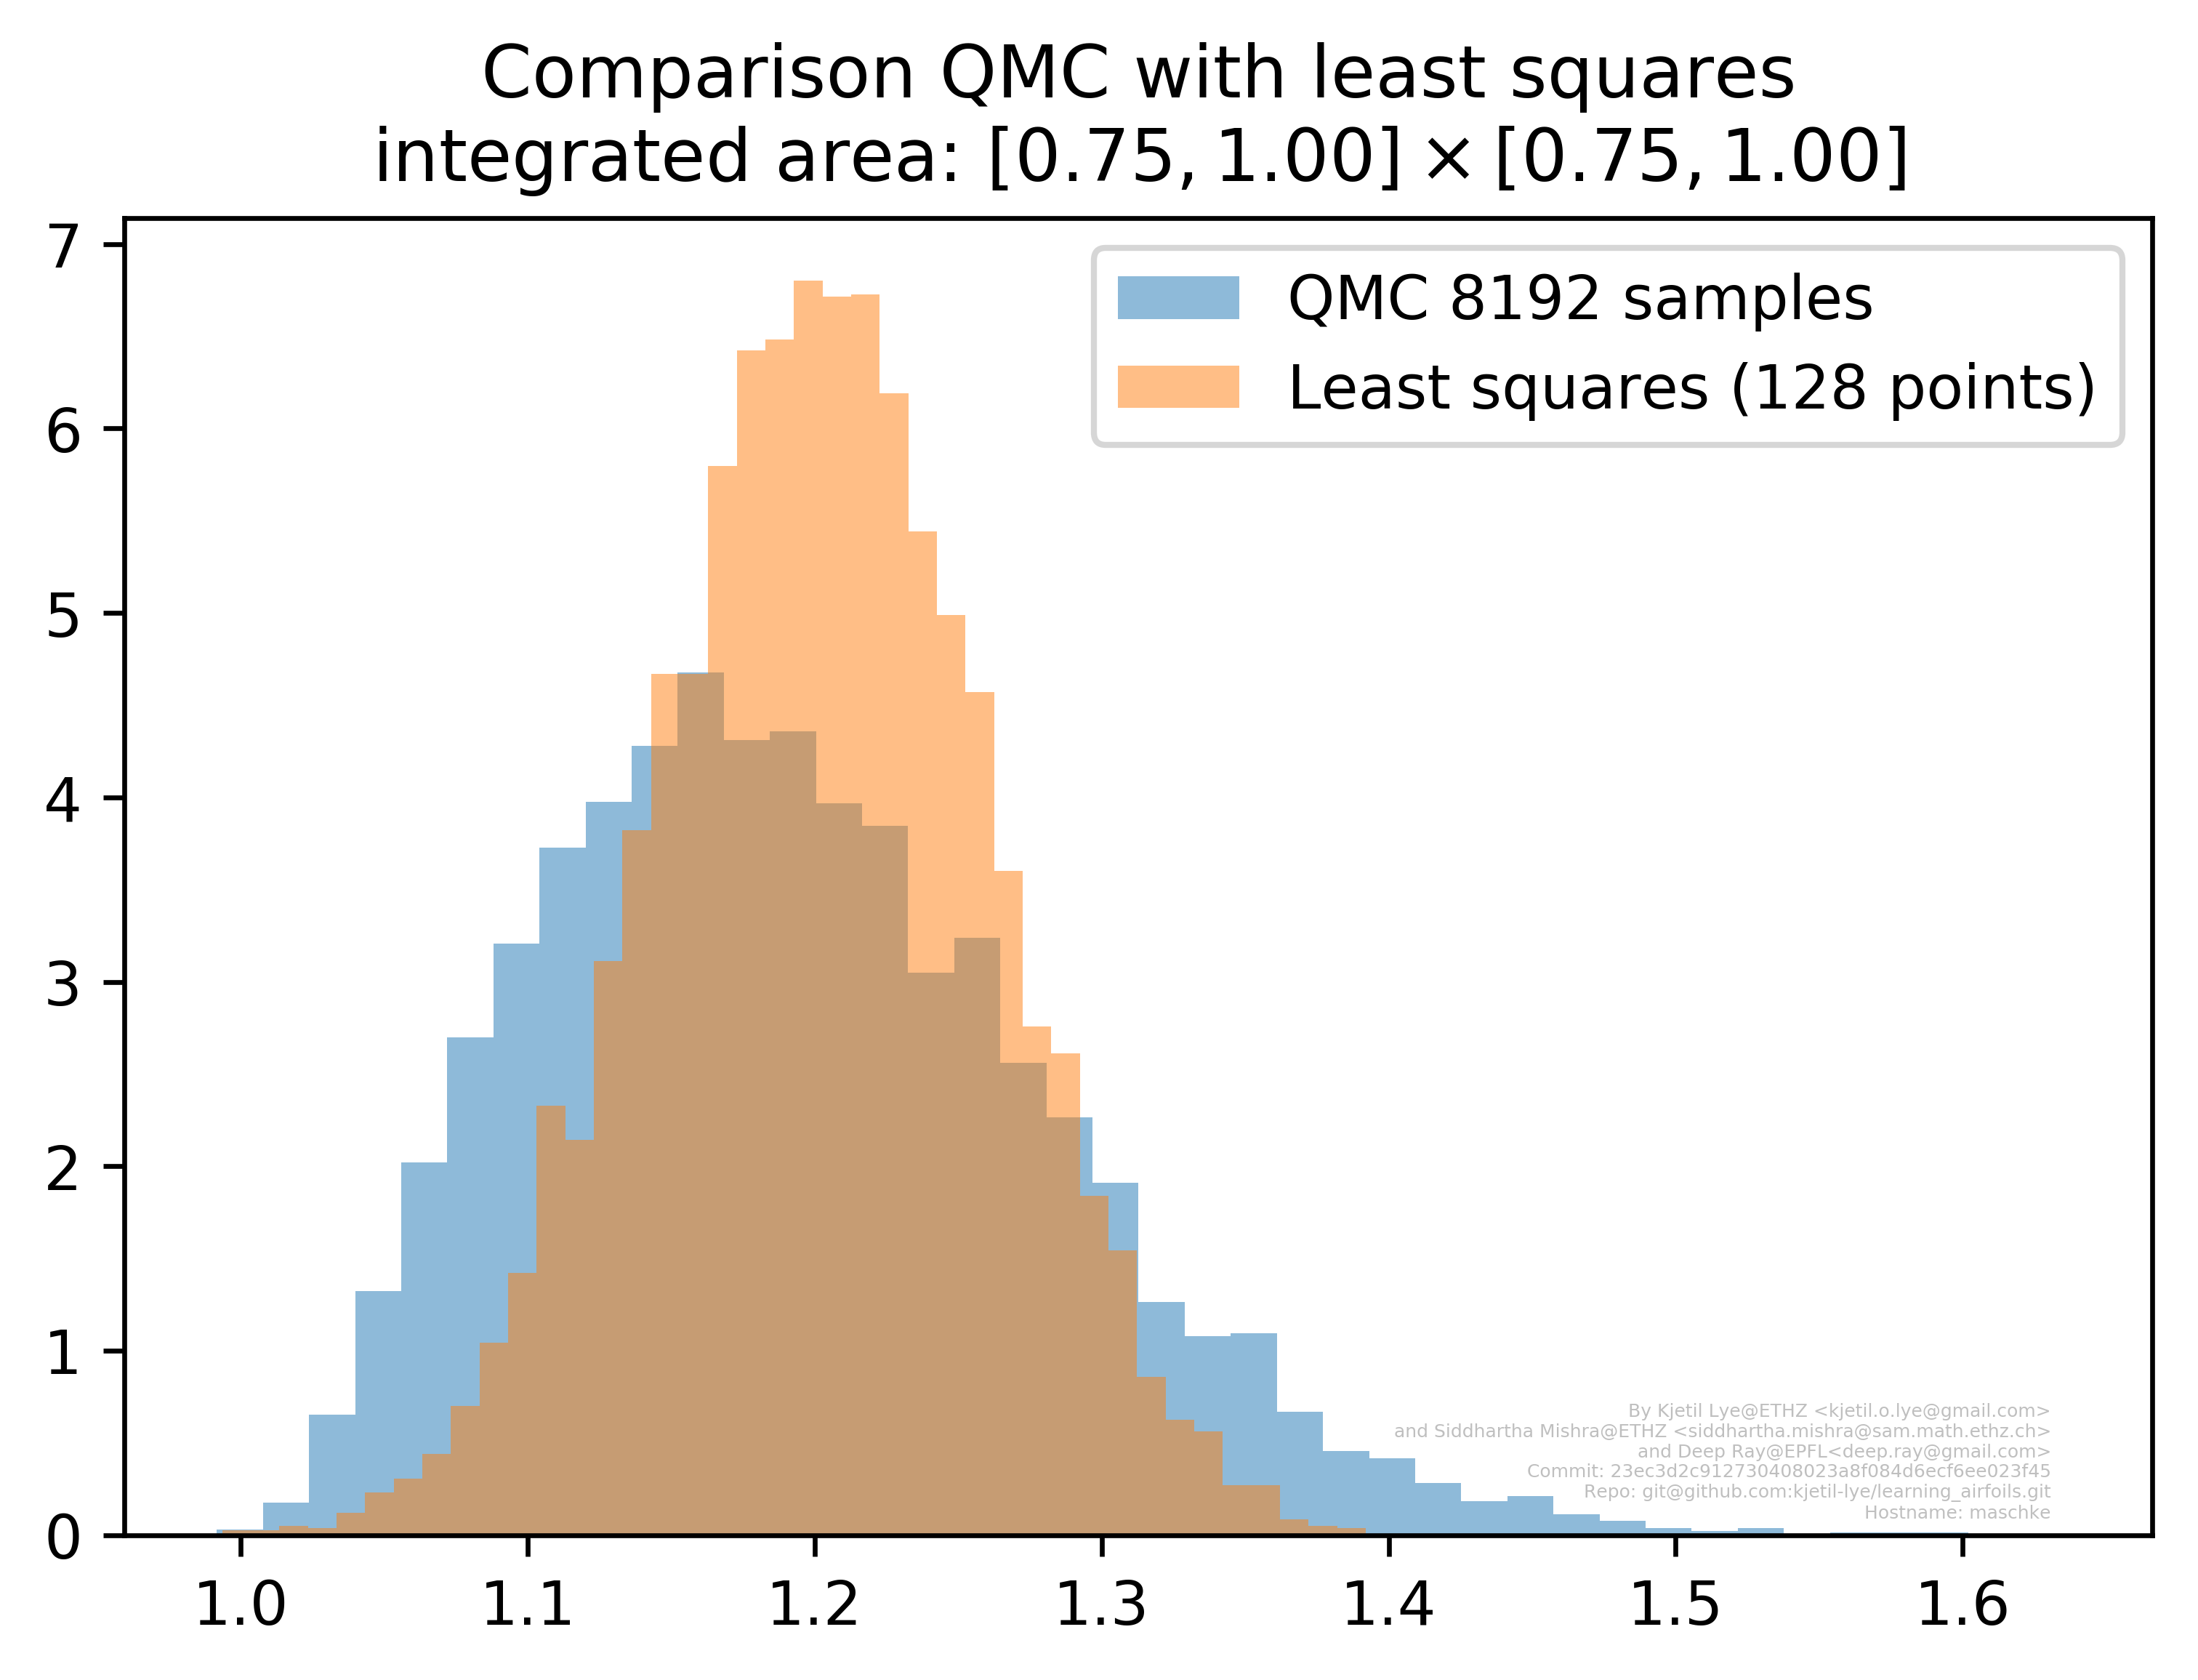 Comparison QMC with least squares
integrated area: [0.75, 1.00] × [0.75, 1.00]
7
6
5
4
3
2
1
0
QMC 8192 samples
Least squares (128 points)
By Kjetil Lye@ETHZ <kjetil.o.lye@gmail.com>
and Siddhartha Mishra@ETHZ <siddhartha.mishra@sam.math.ethz.ch>
and Deep Ray@EPFL<deep.ray@gmail.com>
Commit: 23ec3d2c912730408023a8f084d6ecf6ee023f45
Repo: git@github.com:kjetil-lye/learning_airfoils.git
Hostname: maschke
1.0 1.1 1.2 1.3 1.4 1.5 1.6